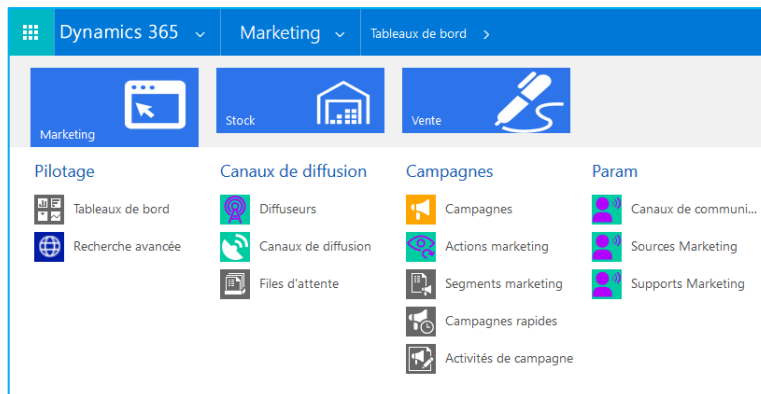 Dynamics 365
Marketing
Tableaux de bord
Marketing
Stock
Vente
Pilotage
Tableaux de bord
Recherche avancée
Canaux de diffusion
Diffuseurs
Canaux de diffusion
Files d'attente
Campagnes
Campagnes
Actions marketing
Segments marketing
Campagnes rapides
Activités de campagne
Param
Canaux de communi...
Sources Marketing
Supports Marketing